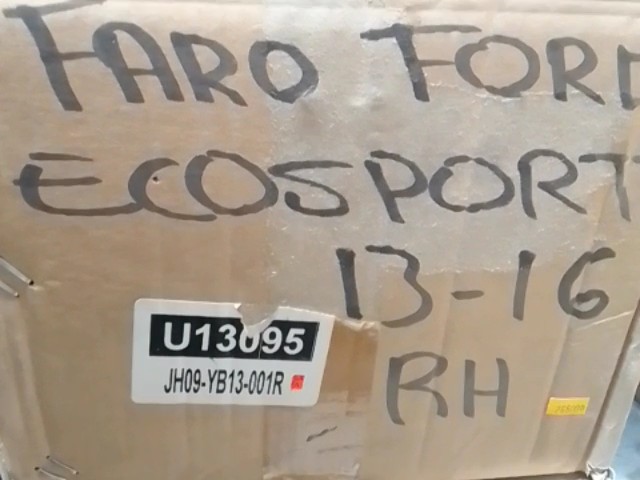 FARO FORD
ECOSPORT
13-16
RH
U13095
JH09-YB13-001R